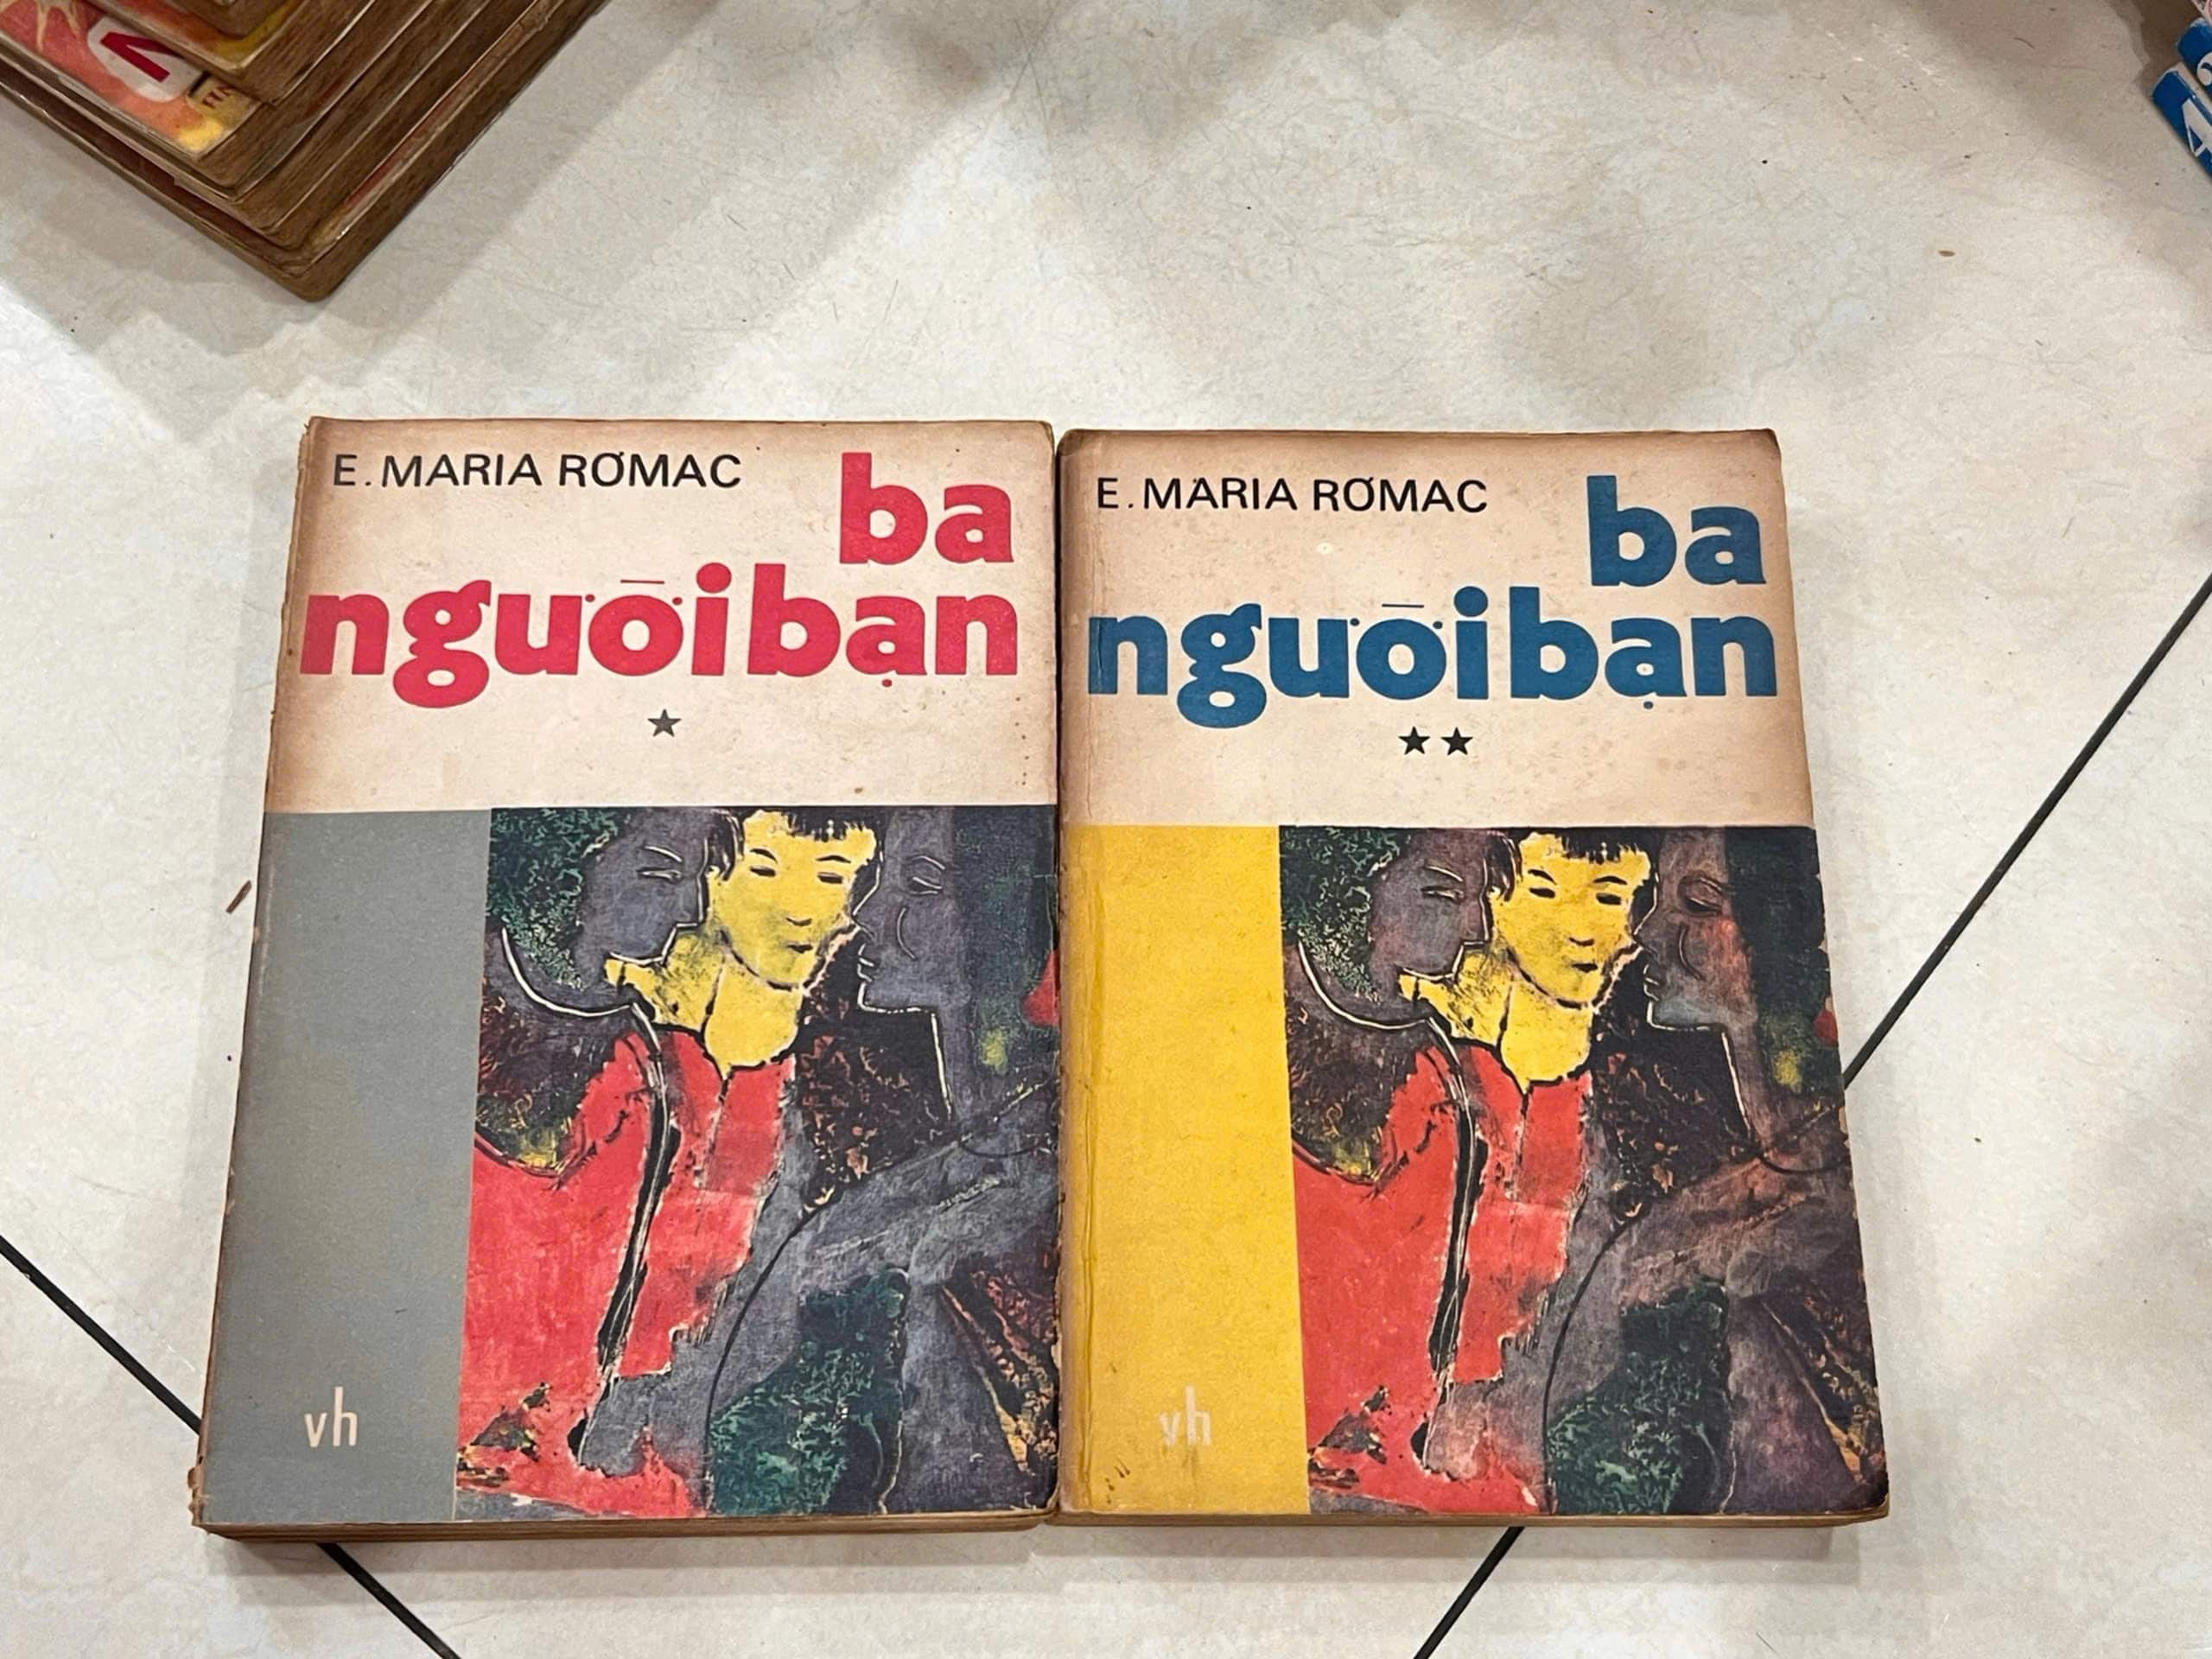 E. MARIA RƠMAC
ba
người bạn
★
vh
E. MARIA RƠMAC
ba
người bạn
★★
vh